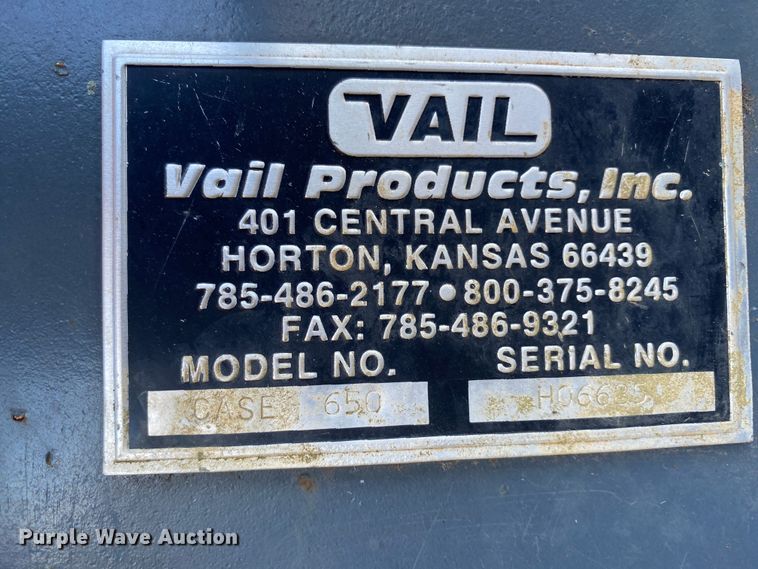 VAIL
Vail Products, Inc.
401 CENTRAL AVENUE
HORTON, KANSAS 66439
785-486-2177 • 800-375-8245
FAX: 785-486-9321
MODEL NO. SERIAL NO.
CASE 650
Purple Wave Auction